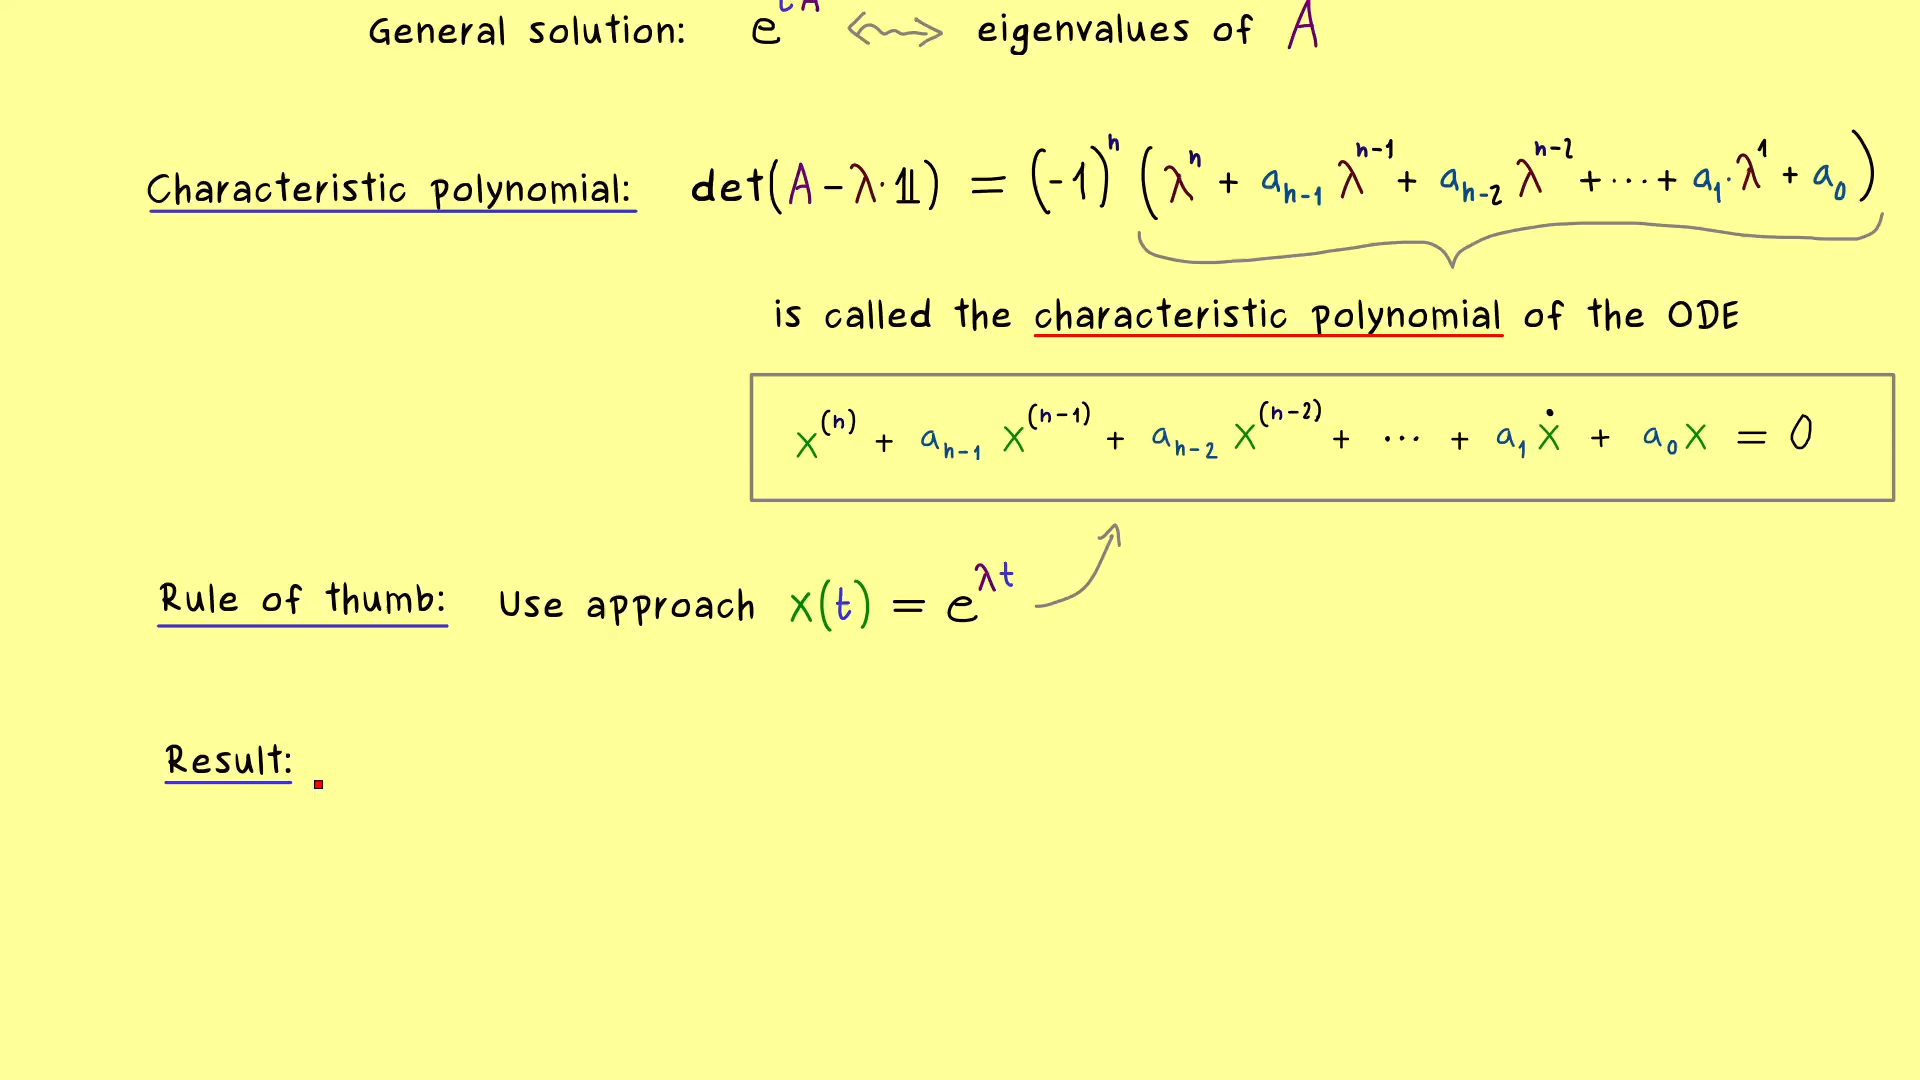 General solution: e^{tA} ⟷ eigenvalues of A
Characteristic polynomial: det(A − λ·𝟙) = (−1)^n (λ^n + a_{n−1} λ^{n−1} + a_{n−2} λ^{n−2} + ··· + a_1·λ^1 + a_0)
is called the characteristic polynomial of the ODE
x^{(n)} + a_{n−1} x^{(n−1)} + a_{n−2} x^{(n−2)} + ··· + a_1 ẋ + a_0 x = 0
Rule of thumb: Use approach x(t) = e^{λt}
Result: